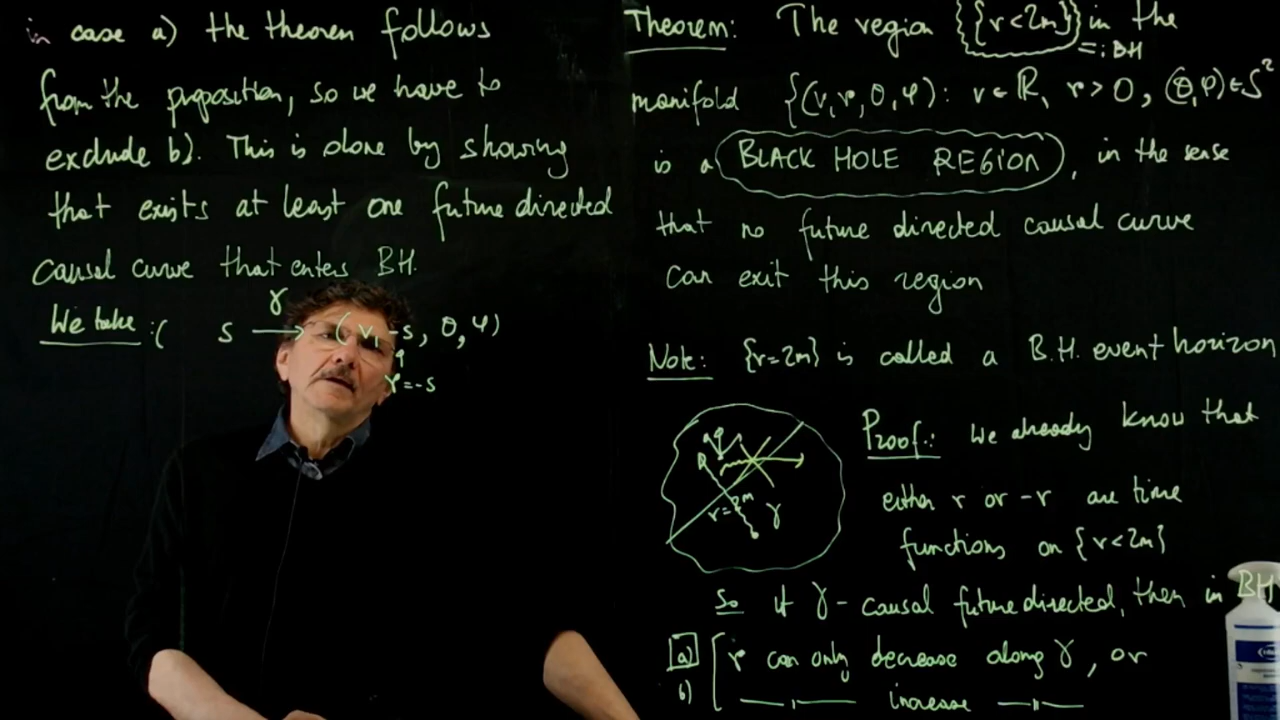 in case a) the theorem follows
from the proposition, so we have to
exclude b). This is done by showing
that exists at least one future directed
causal curve that enters BH.
We take :( s →γ (v, -s, θ, φ)
r=-s
Theorem: The region {r<2m} in the
=:BH
manifold {(v,r,θ,φ): v∈ℝ, r>0, (θ,φ)∈S²
is a BLACK HOLE REGION, in the sense
that no future directed causal curve
can exit this region
Note: {r=2m} is called a B.H. event horizon
r=2m
γ
Proof: We already know that
either r or -r are time
functions on {r<2m}
So if γ - causal future directed, then in BH
a) r can only decrease along γ, or
b) —〃— increase —〃—